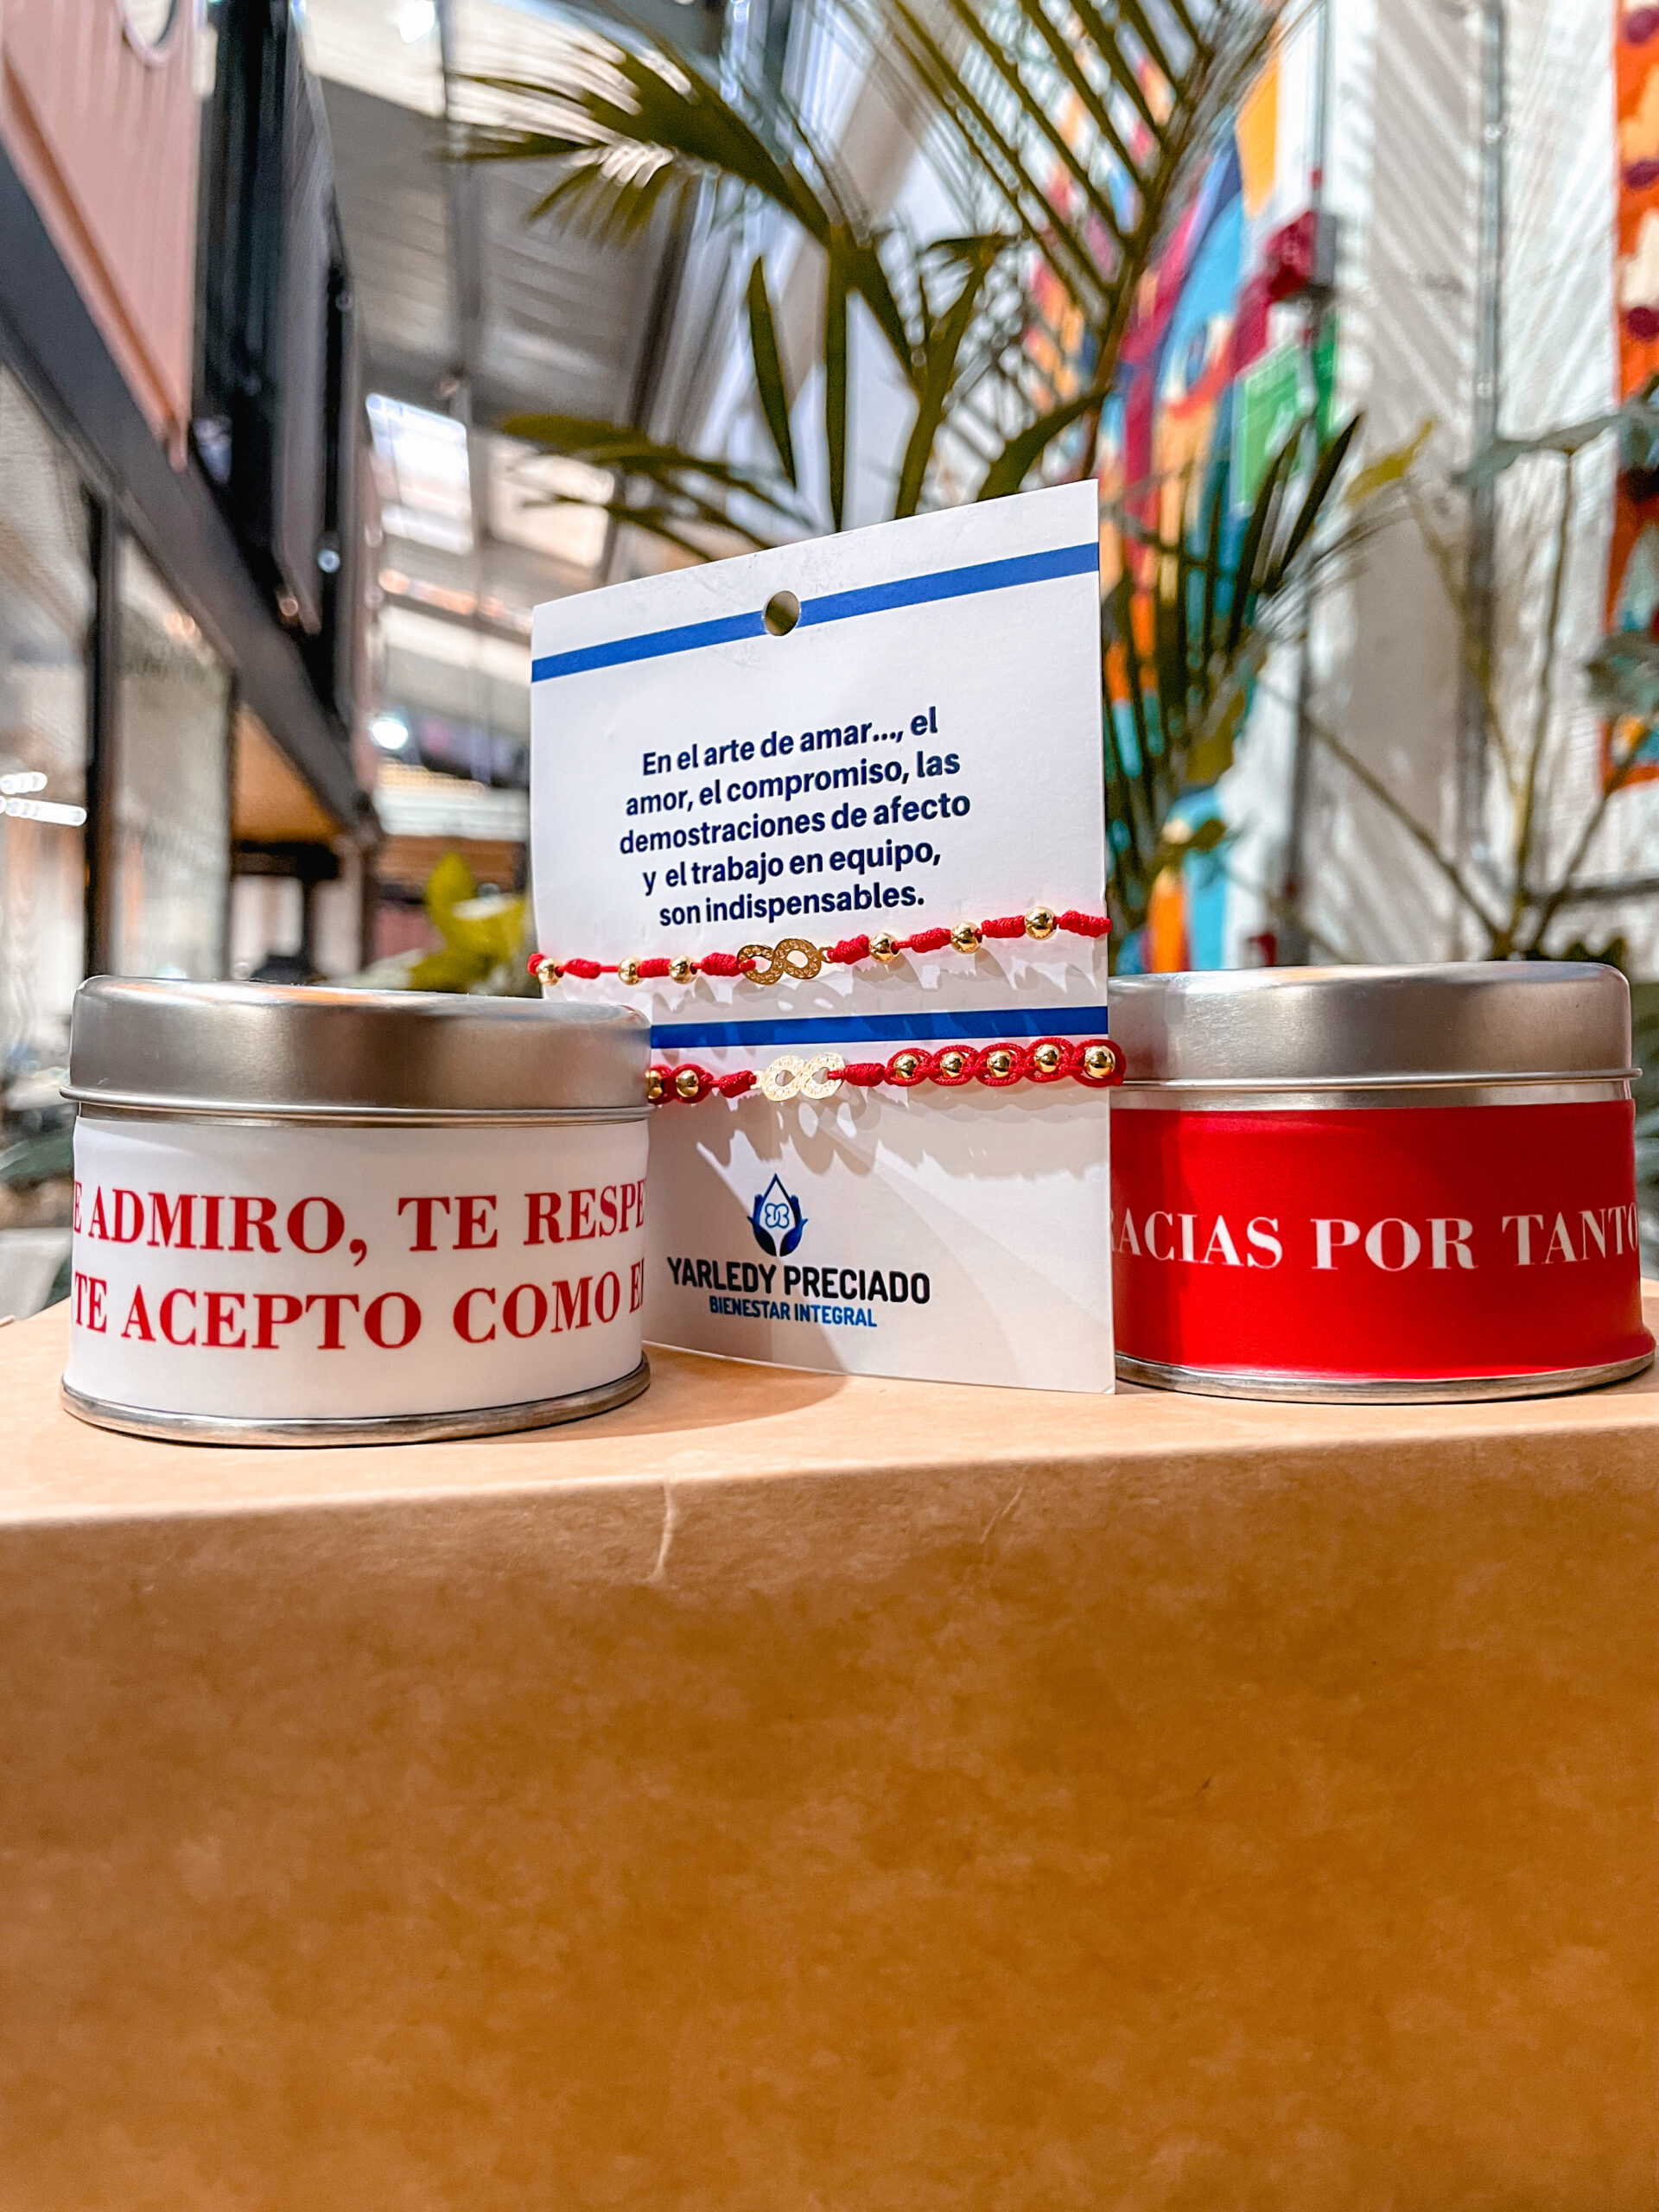 En el arte de amar..., el
amor, el compromiso, las
demostraciones de afecto
y el trabajo en equipo,
son indispensables.
YARLEDY PRECIADO
BIENESTAR INTEGRAL
E ADMIRO, TE RESPE
TE ACEPTO COMO E
RACIAS POR TANTO